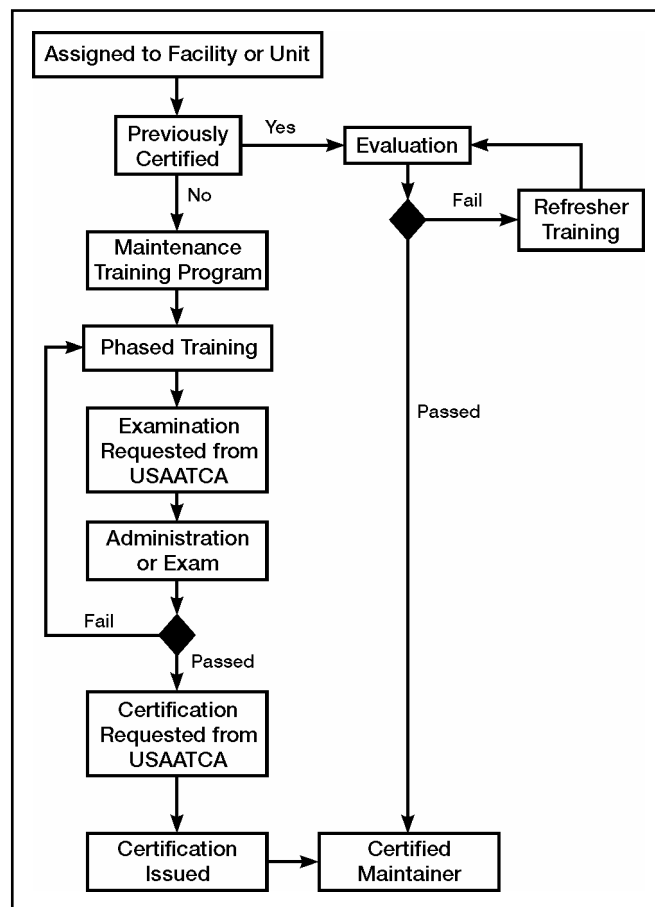 Assigned to Facility or Unit
Previously
Certified
Yes
Evaluation
No
Fail
Refresher
Training
Maintenance
Training Program
Phased Training
Passed
Examination
Requested from
USAATCA
Administration
or Exam
Fail
Passed
Certification
Requested from
USAATCA
Certification
Issued
Certified
Maintainer